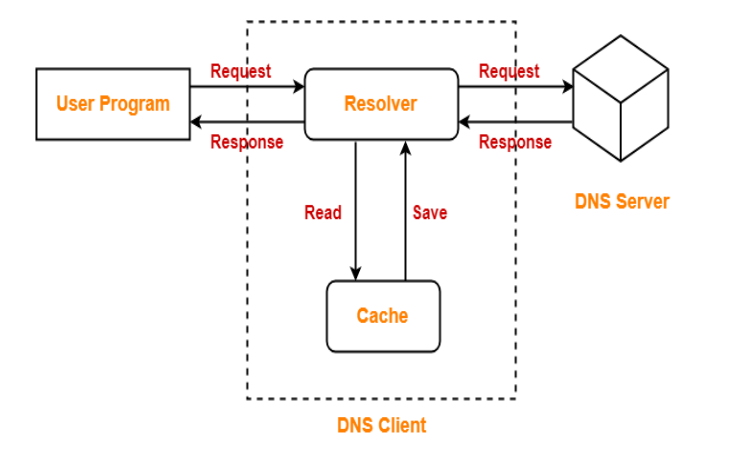 Request
Request
User Program
Resolver
Response
Response
DNS Server
Read
Save
Cache
DNS Client